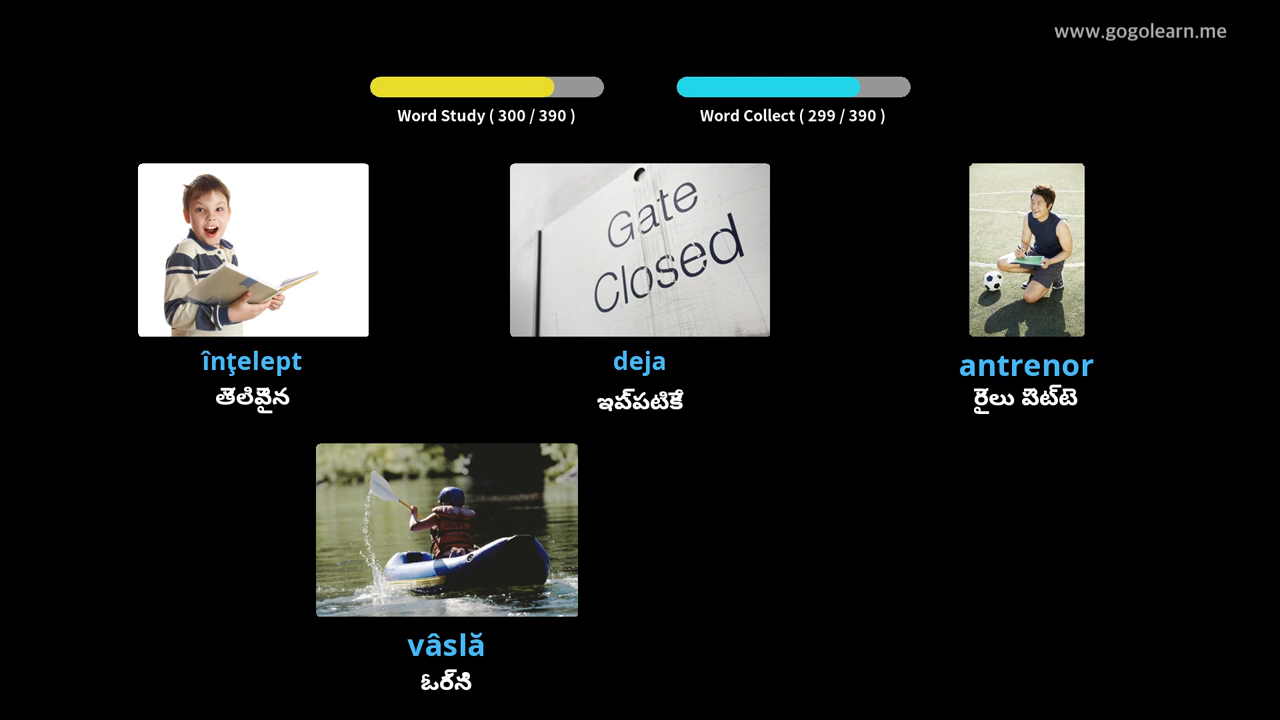 www.gogolearn.me
Word Study ( 300 / 390 )
Word Collect ( 299 / 390 )
Gate
Closed
înţelept
deja
antrenor
తెలివైన
ఇప్పటికే
రైలు పెట్టె
vâslă
ఓర్ని